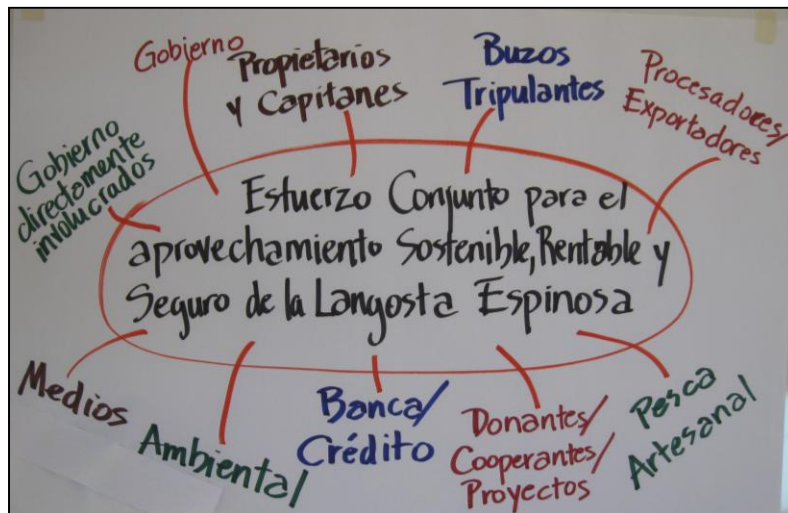 Gobierno
Propietarios
y Capitanes
Buzos
Tripulantes
Procesadores/
Exportadores
Gobierno
directamente
involucrados
Esfuerzo Conjunto para el
aprovechamiento Sostenible, Rentable y
Seguro de la Langosta Espinosa
Medios
Ambiental
Banca/
Crédito
Donantes/
Cooperantes/
Proyectos
Pesca
Artesanal